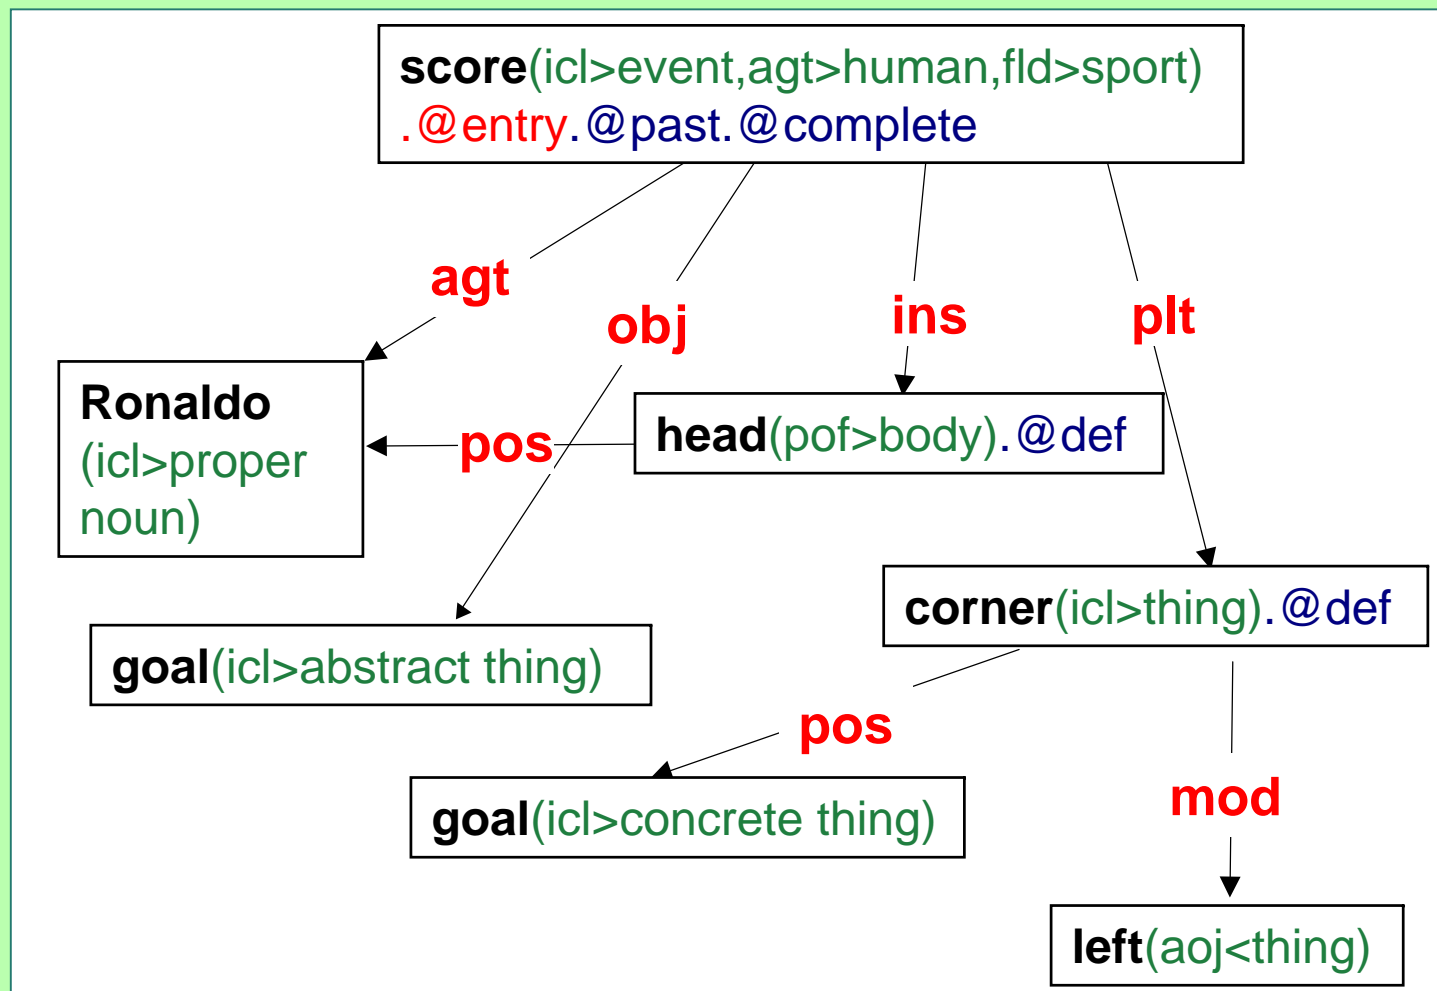 score(icl>event,agt>human,fld>sport)
.@entry.@past.@complete
agt
obj
ins
plt
Ronaldo
(icl>proper
noun)
pos
head(pof>body).@def
corner(icl>thing).@def
goal(icl>abstract thing)
pos
mod
goal(icl>concrete thing)
left(aoj<thing)